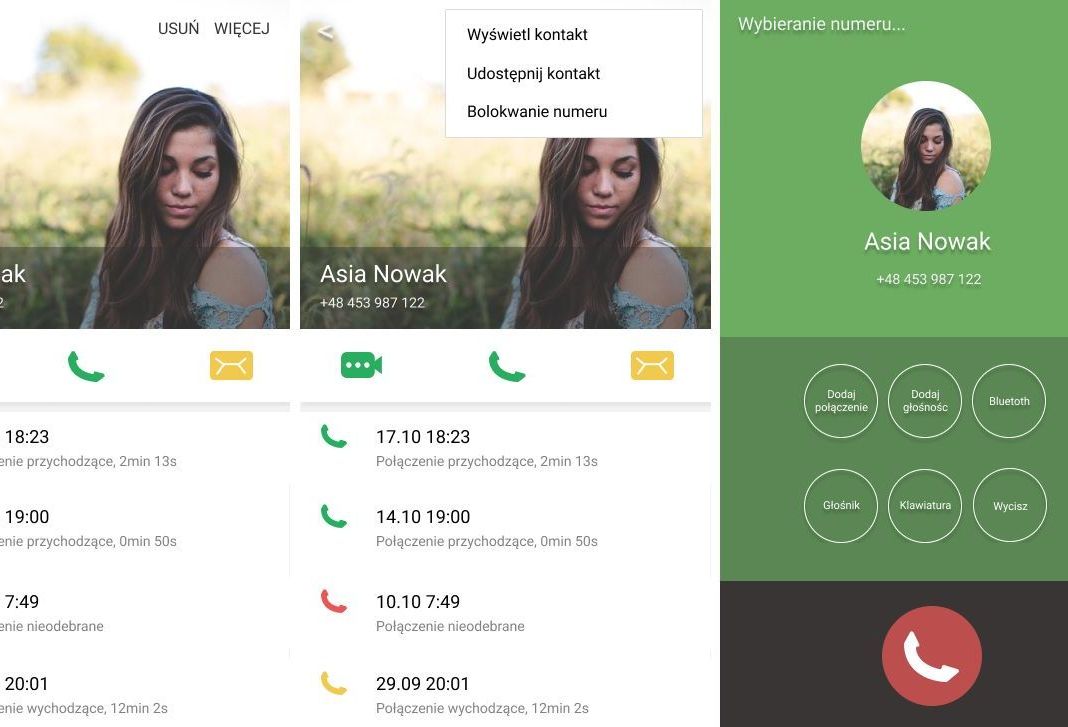 USUŃ WIĘCEJ
ak
2
18:23
enie przychodzące, 2min 13s
19:00
enie przychodzące, 0min 50s
7:49
enie nieodebrane
20:01
enie wychodzące, 12min 2s
<
Wyświetl kontakt
Udostępnij kontakt
Bolokwanie numeru
Asia Nowak
+48 453 987 122
17.10 18:23
Połączenie przychodzące, 2min 13s
14.10 19:00
Połączenie przychodzące, 0min 50s
10.10 7:49
Połączenie nieodebrane
29.09 20:01
Połączenie wychodzące, 12min 2s
Wybieranie numeru...
Asia Nowak
+48 453 987 122
Dodaj
połączenie
Dodaj
głośnośc
Bluetoth
Głośnik
Klawiatura
Wycisz